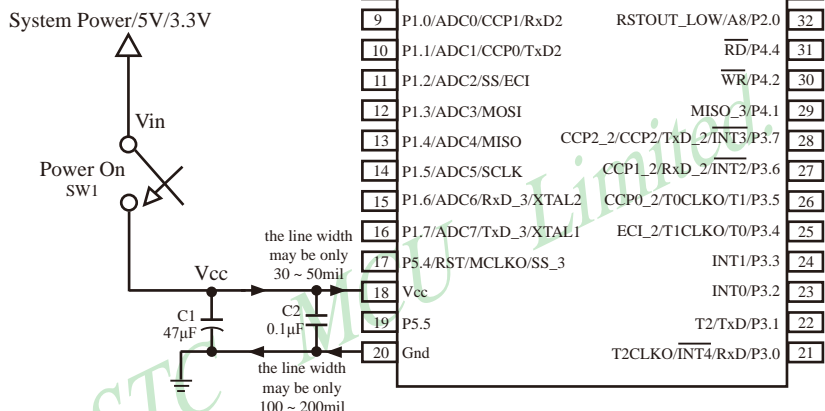 System Power/5V/3.3V
Vin
Power On
SW1
Vcc
C1
47μF
C2
0.1μF
the line width
may be only
30 ~ 50mil
the line width
may be only
100 ~ 200mil
9 P1.0/ADC0/CCP1/RxD2
10 P1.1/ADC1/CCP0/TxD2
11 P1.2/ADC2/SS/ECI
12 P1.3/ADC3/MOSI
13 P1.4/ADC4/MISO
14 P1.5/ADC5/SCLK
15 P1.6/ADC6/RxD_3/XTAL2
16 P1.7/ADC7/TxD_3/XTAL1
17 P5.4/RST/MCLKO/SS_3
18 Vcc
19 P5.5
20 Gnd
RSTOUT_LOW/A8/P2.0 32
RD/P4.4 31
WR/P4.2 30
MISO_3/P4.1 29
CCP2_2/CCP2/TxD_2/INT3/P3.7 28
CCP1_2/RxD_2/INT2/P3.6 27
CCP0_2/T0CLKO/T1/P3.5 26
ECI_2/T1CLKO/T0/P3.4 25
INT1/P3.3 24
INT0/P3.2 23
T2/TxD/P3.1 22
T2CLKO/INT4/RxD/P3.0 21
STC MCU Limited.